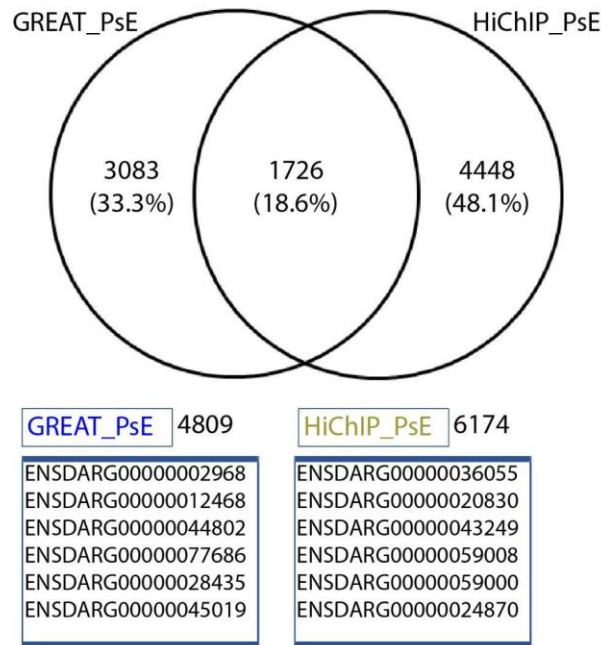 GREAT_PsE HiChIP_PsE
3083 1726 4448
(33.3%) (18.6%) (48.1%)
GREAT_PsE 4809 HiChIP_PsE 6174
ENSDARG00000002968 ENSDARG00000036055
ENSDARG00000012468 ENSDARG00000020830
ENSDARG00000044802 ENSDARG00000043249
ENSDARG00000077686 ENSDARG00000059008
ENSDARG00000028435 ENSDARG00000059000
ENSDARG00000045019 ENSDARG00000024870